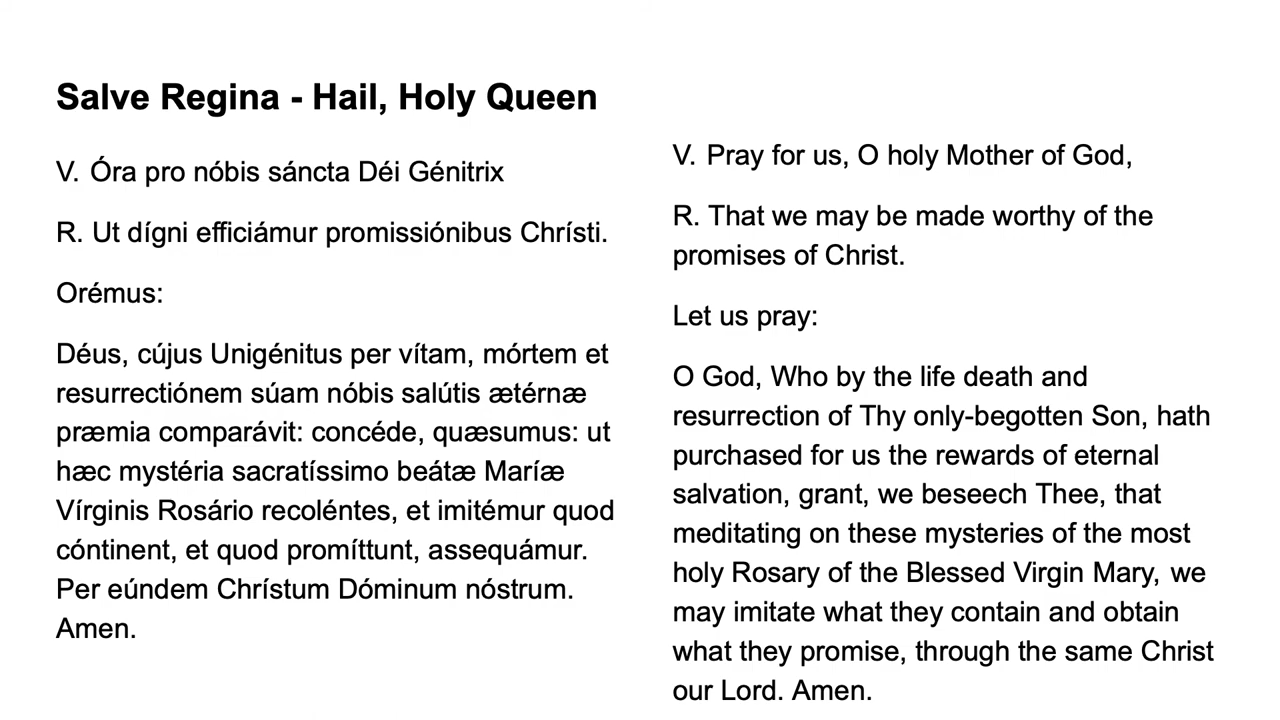 Salve Regina - Hail, Holy Queen
V. Óra pro nóbis sáncta Déi Génitrix
R. Ut dígni efficiámur promissiónibus Chrísti.
Orémus:
Déus, cújus Unigénitus per vítam, mórtem et
resurrectiónem súam nóbis salútis ætérnæ
præmia comparávit: concéde, quæsumus: ut
hæc mystéria sacratíssimo beátæ Maríæ
Vírginis Rosário recoléntes, et imitémur quod
cóntinent, et quod promíttunt, assequámur.
Per eúndem Chrístum Dóminum nóstrum.
Amen.
V. Pray for us, O holy Mother of God,
R. That we may be made worthy of the
promises of Christ.
Let us pray:
O God, Who by the life death and
resurrection of Thy only-begotten Son, hath
purchased for us the rewards of eternal
salvation, grant, we beseech Thee, that
meditating on these mysteries of the most
holy Rosary of the Blessed Virgin Mary, we
may imitate what they contain and obtain
what they promise, through the same Christ
our Lord. Amen.